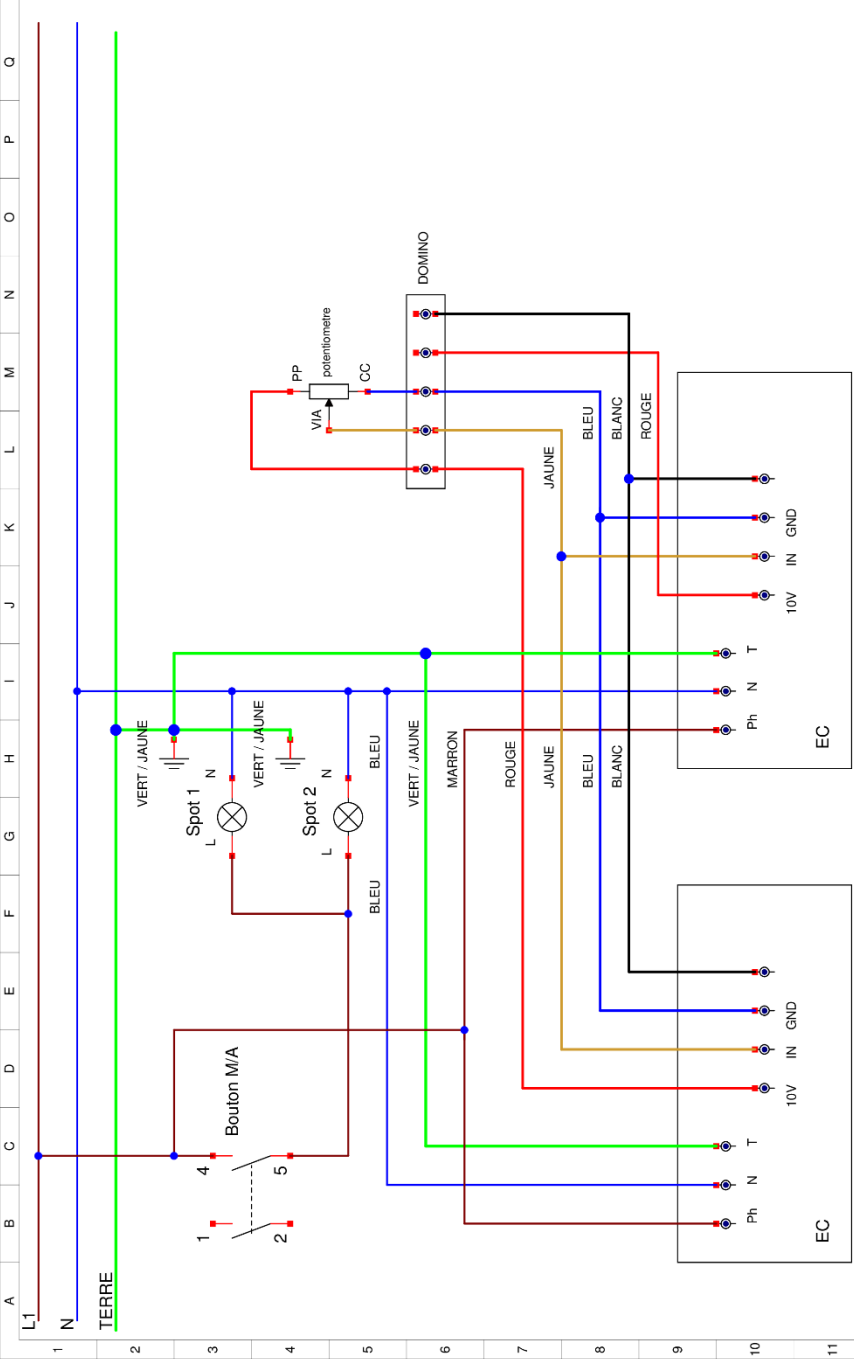 A B C D E F G H I J K L M N O P Q
1
2
3
4
5
6
7
8
9
10
11
L1
N
TERRE
VERT / JAUNE
VERT / JAUNE
Spot 1
L N
Spot 2
L N
Bouton M/A
1 4
2 5
PP
potentiometre
VIA
CC
DOMINO
BLEU BLEU
VERT / JAUNE
MARRON
ROUGE
JAUNE JAUNE
BLEU BLEU
BLANC BLANC
ROUGE
Ph N T 10V IN GND
EC
Ph N T 10V IN GND
EC